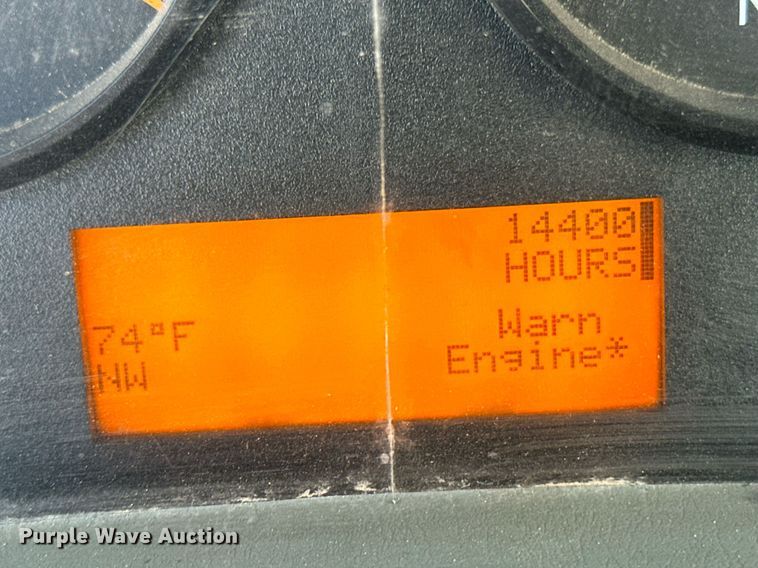 14400
HOURS
74°F
NW
Warn
Engine*
Purple Wave Auction